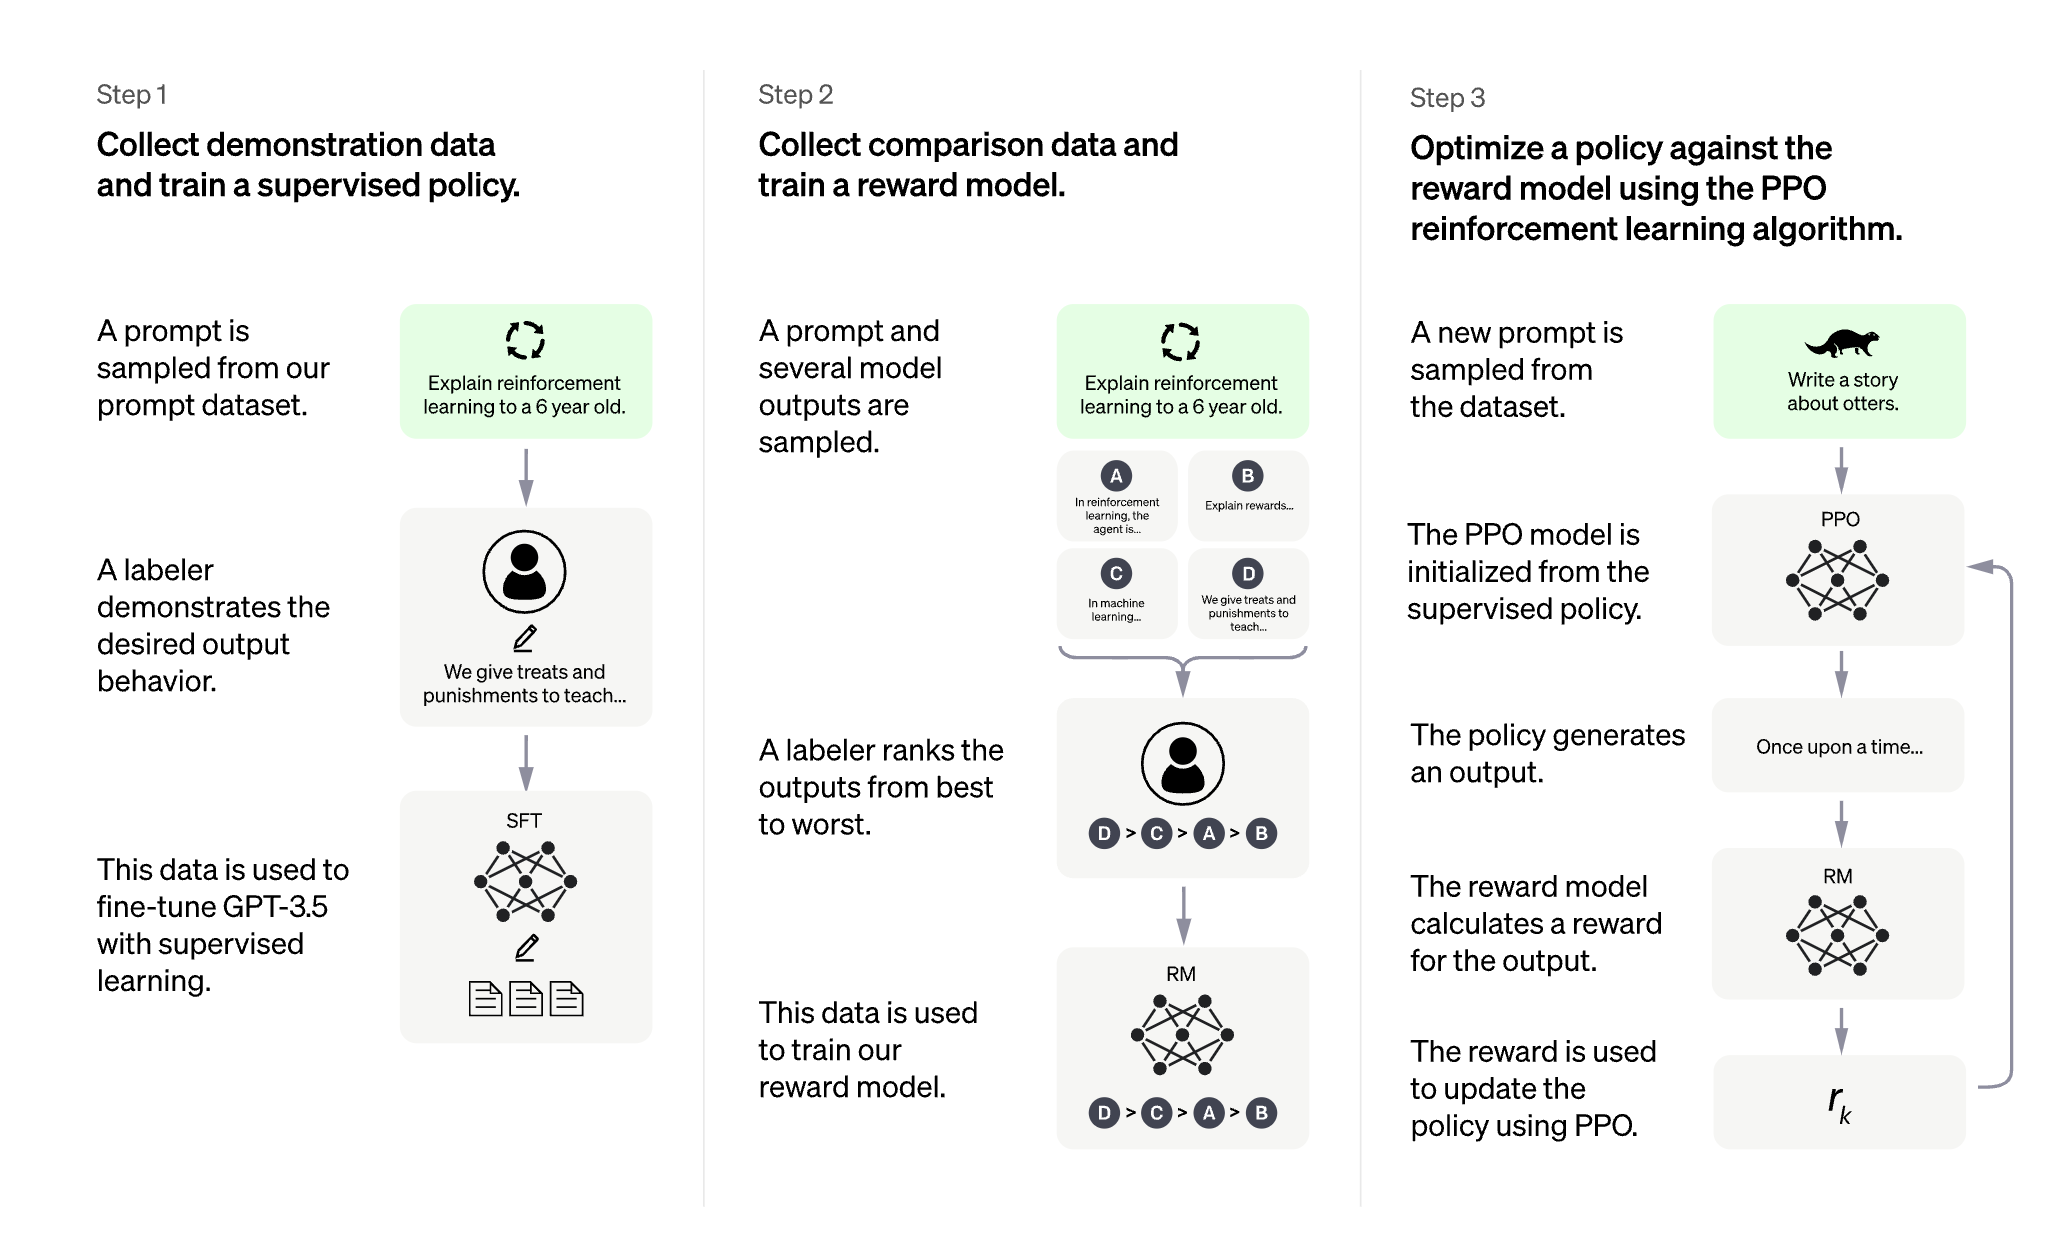 Step 1
Collect demonstration data
and train a supervised policy.
A prompt is
sampled from our
prompt dataset.
Explain reinforcement
learning to a 6 year old.
A labeler
demonstrates the
desired output
behavior.
We give treats and
punishments to teach...
This data is used to
fine-tune GPT-3.5
with supervised
learning.
SFT
Step 2
Collect comparison data and
train a reward model.
A prompt and
several model
outputs are
sampled.
Explain reinforcement
learning to a 6 year old.
A
In reinforcement
learning, the
agent is...
B
Explain rewards...
C
In machine
learning...
D
We give treats and
punishments to
teach...
A labeler ranks the
outputs from best
to worst.
D > C > A > B
This data is used
to train our
reward model.
RM
D > C > A > B
Step 3
Optimize a policy against the
reward model using the PPO
reinforcement learning algorithm.
A new prompt is
sampled from
the dataset.
Write a story
about otters.
The PPO model is
initialized from the
supervised policy.
PPO
The policy generates
an output.
Once upon a time...
The reward model
calculates a reward
for the output.
RM
The reward is used
to update the
policy using PPO.
rk